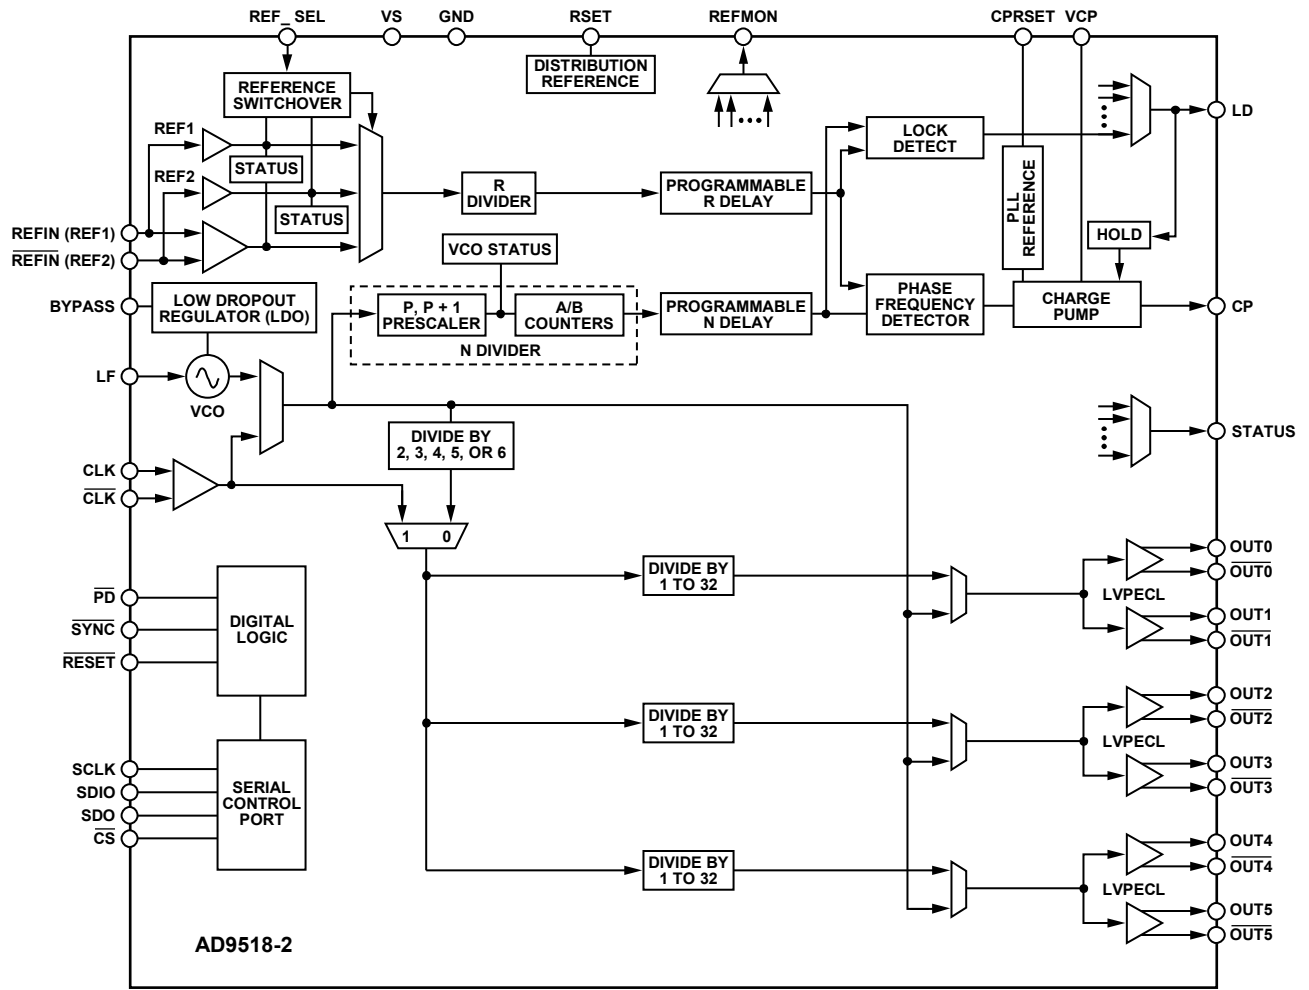 REF_SEL
VS
GND
RSET
REFMON
CPRSET
VCP
DISTRIBUTION
REFERENCE
REFERENCE
SWITCHOVER
REF1
STATUS
REF2
STATUS
R
DIVIDER
PROGRAMMABLE
R DELAY
LOCK
DETECT
LD
PLL
REFERENCE
HOLD
REFIN (REF1)
REFIN (REF2)
VCO STATUS
BYPASS
LOW DROPOUT
REGULATOR (LDO)
P, P + 1
PRESCALER
A/B
COUNTERS
N DIVIDER
PROGRAMMABLE
N DELAY
PHASE
FREQUENCY
DETECTOR
CHARGE
PUMP
CP
LF
VCO
DIVIDE BY
2, 3, 4, 5, OR 6
STATUS
CLK
CLK
1
0
PD
SYNC
RESET
DIGITAL
LOGIC
DIVIDE BY
1 TO 32
LVPECL
OUT0
OUT0
OUT1
OUT1
DIVIDE BY
1 TO 32
LVPECL
OUT2
OUT2
OUT3
OUT3
SCLK
SDIO
SDO
CS
SERIAL
CONTROL
PORT
DIVIDE BY
1 TO 32
LVPECL
OUT4
OUT4
OUT5
OUT5
AD9518-2